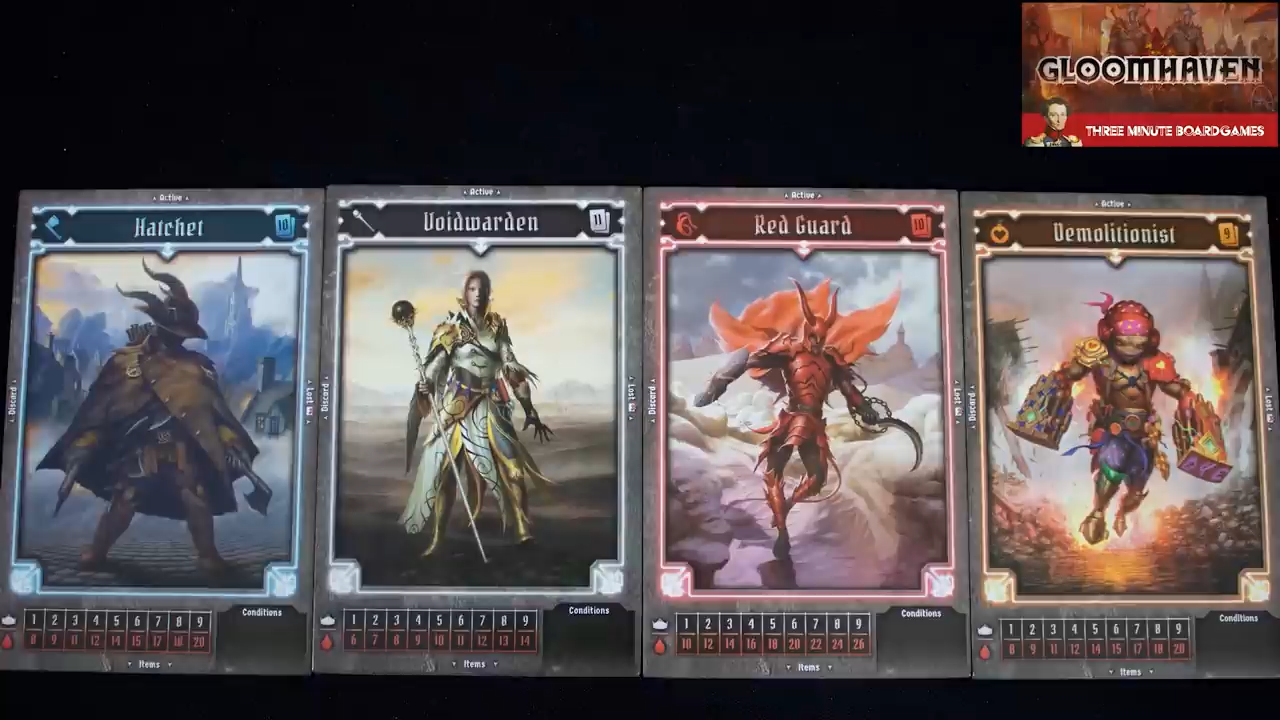 GLOOMHAVEN
THREE MINUTE BOARDGAMES
Active
Hatchet
10
Discard
Lost
Conditions
1 2 3 4 5 6 7 8 9
8 9 11 12 14 15 17 18 20
Items
Active
Voidwarden
11
Discard
Lost
Conditions
1 2 3 4 5 6 7 8 9
6 7 8 9 10 11 12 13 14
Items
Active
Red Guard
10
Discard
Lost
Conditions
1 2 3 4 5 6 7 8 9
10 12 14 16 18 20 22 24 26
Items
Active
Demolitionist
9
Discard
Lost
Conditions
1 2 3 4 5 6 7 8 9
8 9 11 12 14 15 17 18 20
Items